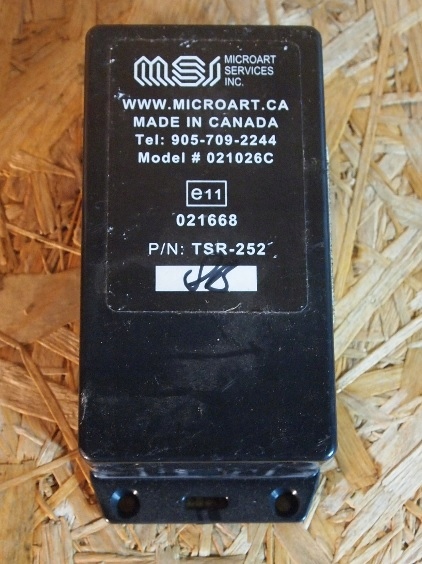 msi MICROART
SERVICES
INC.
WWW.MICROART.CA
MADE IN CANADA
Tel: 905-709-2244
Model # 021026C
e11
021668
P/N: TSR-252